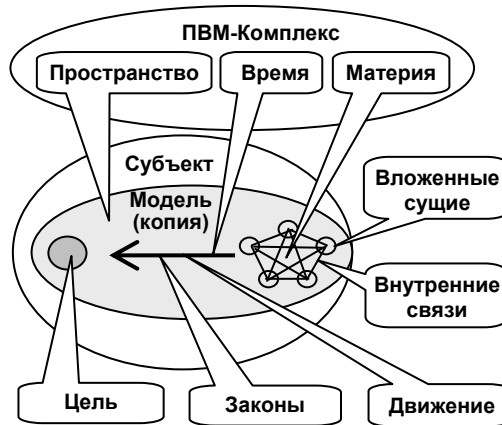 ПВМ-Комплекс
Пространство
Время
Материя
Субъект
Модель
(копия)
Вложенные
сущие
Внутренние
связи
Цель
Законы
Движение